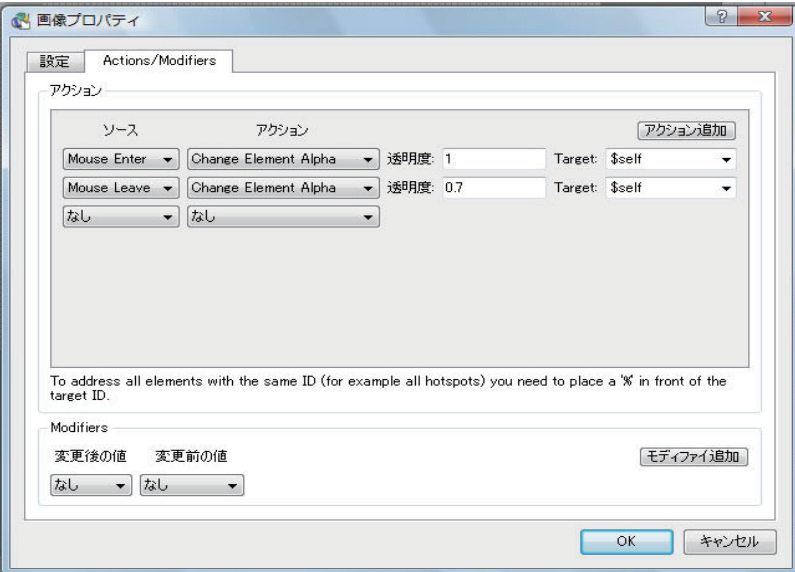 画像プロパティ
設定 Actions/Modifiers
アクション
ソース アクション アクション追加
Mouse Enter Change Element Alpha 透明度: 1 Target: $self
Mouse Leave Change Element Alpha 透明度: 0.7 Target: $self
なし なし
To address all elements with the same ID (for example all hotspots) you need to place a '%' in front of the
target ID.
Modifiers
変更後の値 変更前の値 モディファイ追加
なし なし
OK キャンセル